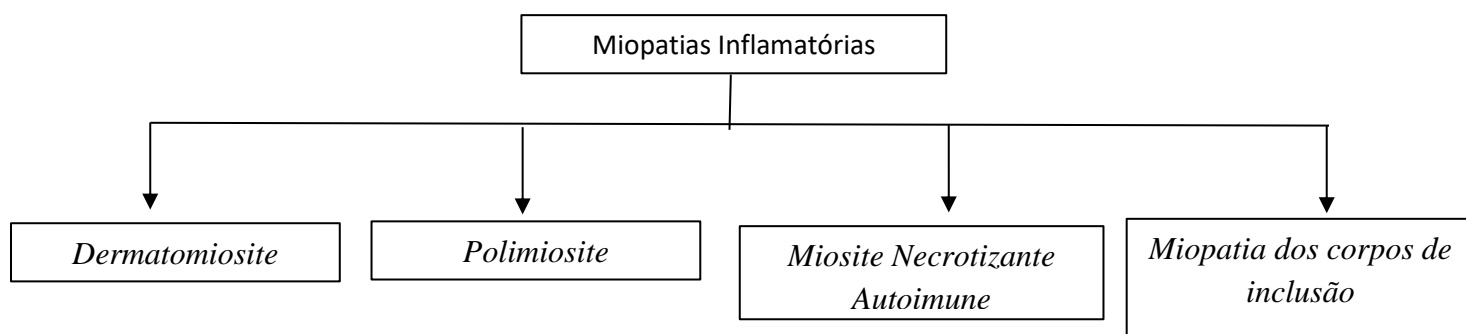 Miopatias Inflamatórias
Dermatomiosite
Polimiosite
Miosite Necrotizante
Autoimune
Miopatia dos corpos de
inclusão